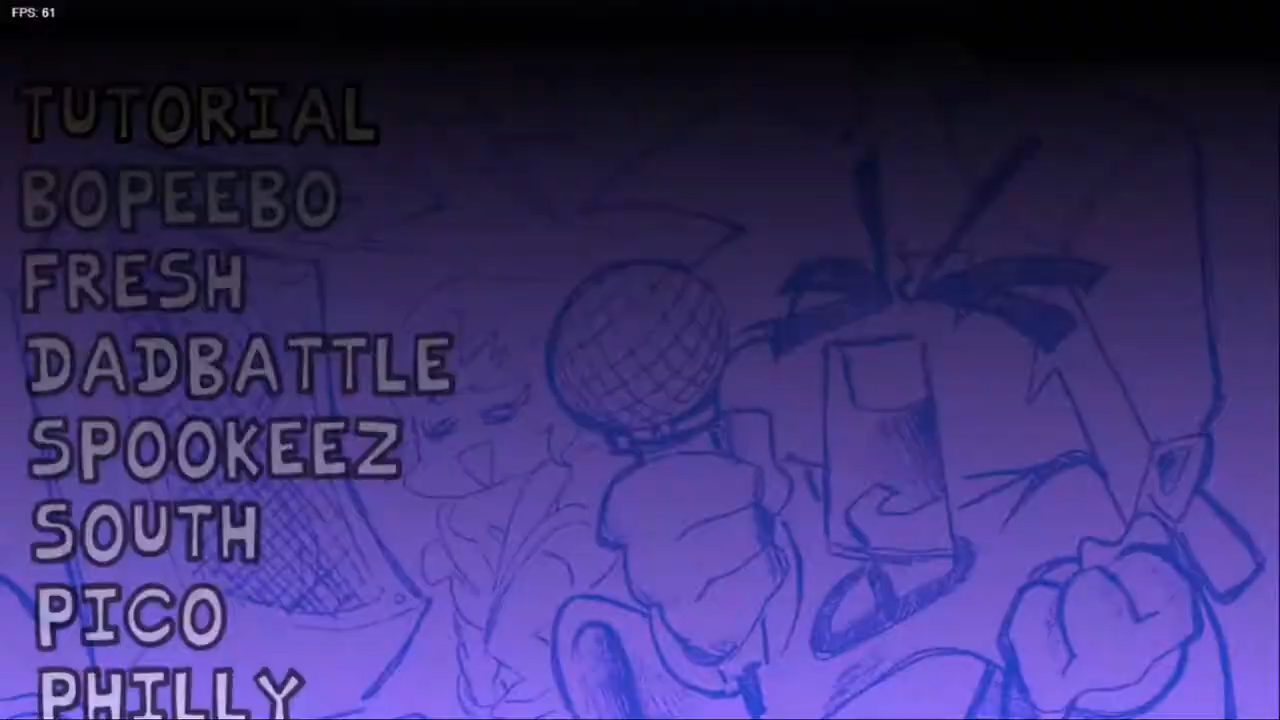 FPS: 61
TUTORIAL
BOPEEBO
FRESH
DADBATTLE
SPOOKEEZ
SOUTH
PICO
PHILLY